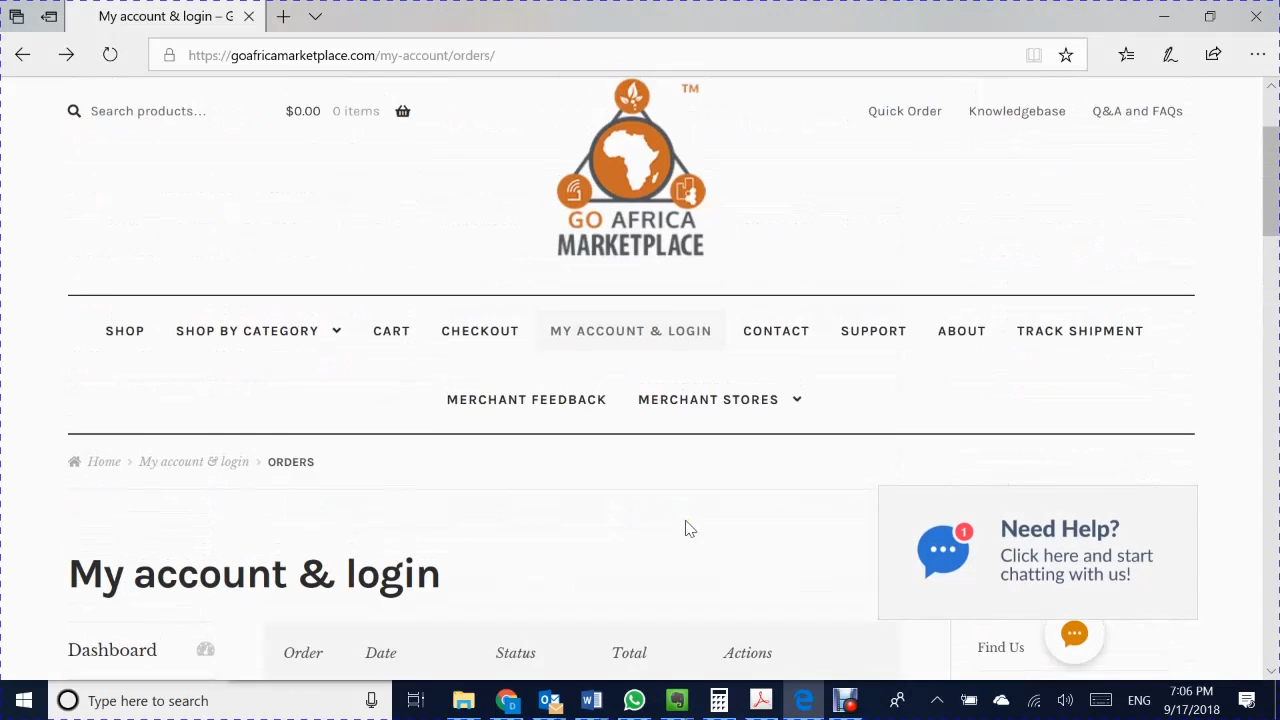 My account & login – G
https://goafricamarketplace.com/my-account/orders/
Search products...
$0.00 0 items
Quick Order Knowledgebase Q&A and FAQs
TM
GO AFRICA
MARKETPLACE
SHOP SHOP BY CATEGORY CART CHECKOUT MY ACCOUNT & LOGIN CONTACT SUPPORT ABOUT TRACK SHIPMENT
MERCHANT FEEDBACK MERCHANT STORES
Home My account & login ORDERS
1
Need Help?
Click here and start
chatting with us!
My account & login
Dashboard
Order Date Status Total Actions
Find Us
Type here to search
ENG
7:06 PM
9/17/2018